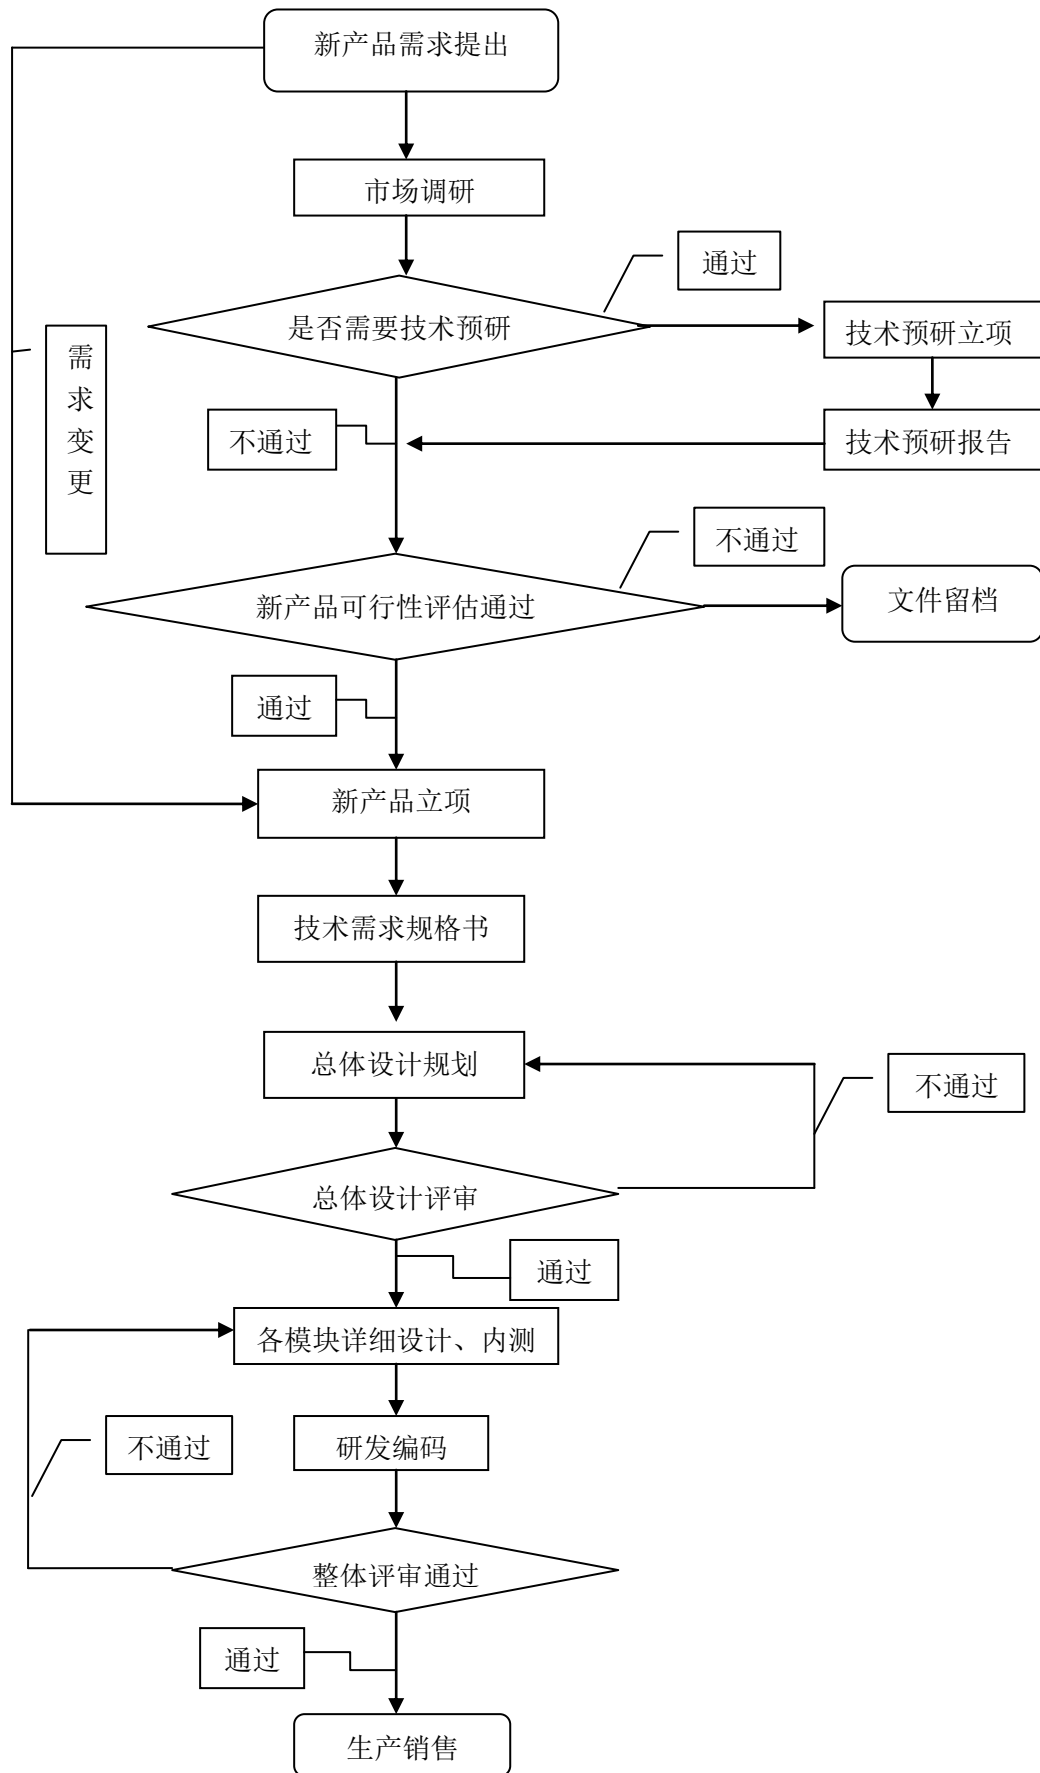 新产品需求提出
市场调研
通过
是否需要技术预研
技术预研立项
需
求
变
更
不通过
技术预研报告
不通过
新产品可行性评估通过
文件留档
通过
新产品立项
技术需求规格书
总体设计规划
不通过
总体设计评审
通过
各模块详细设计、内测
不通过
研发编码
整体评审通过
通过
生产销售